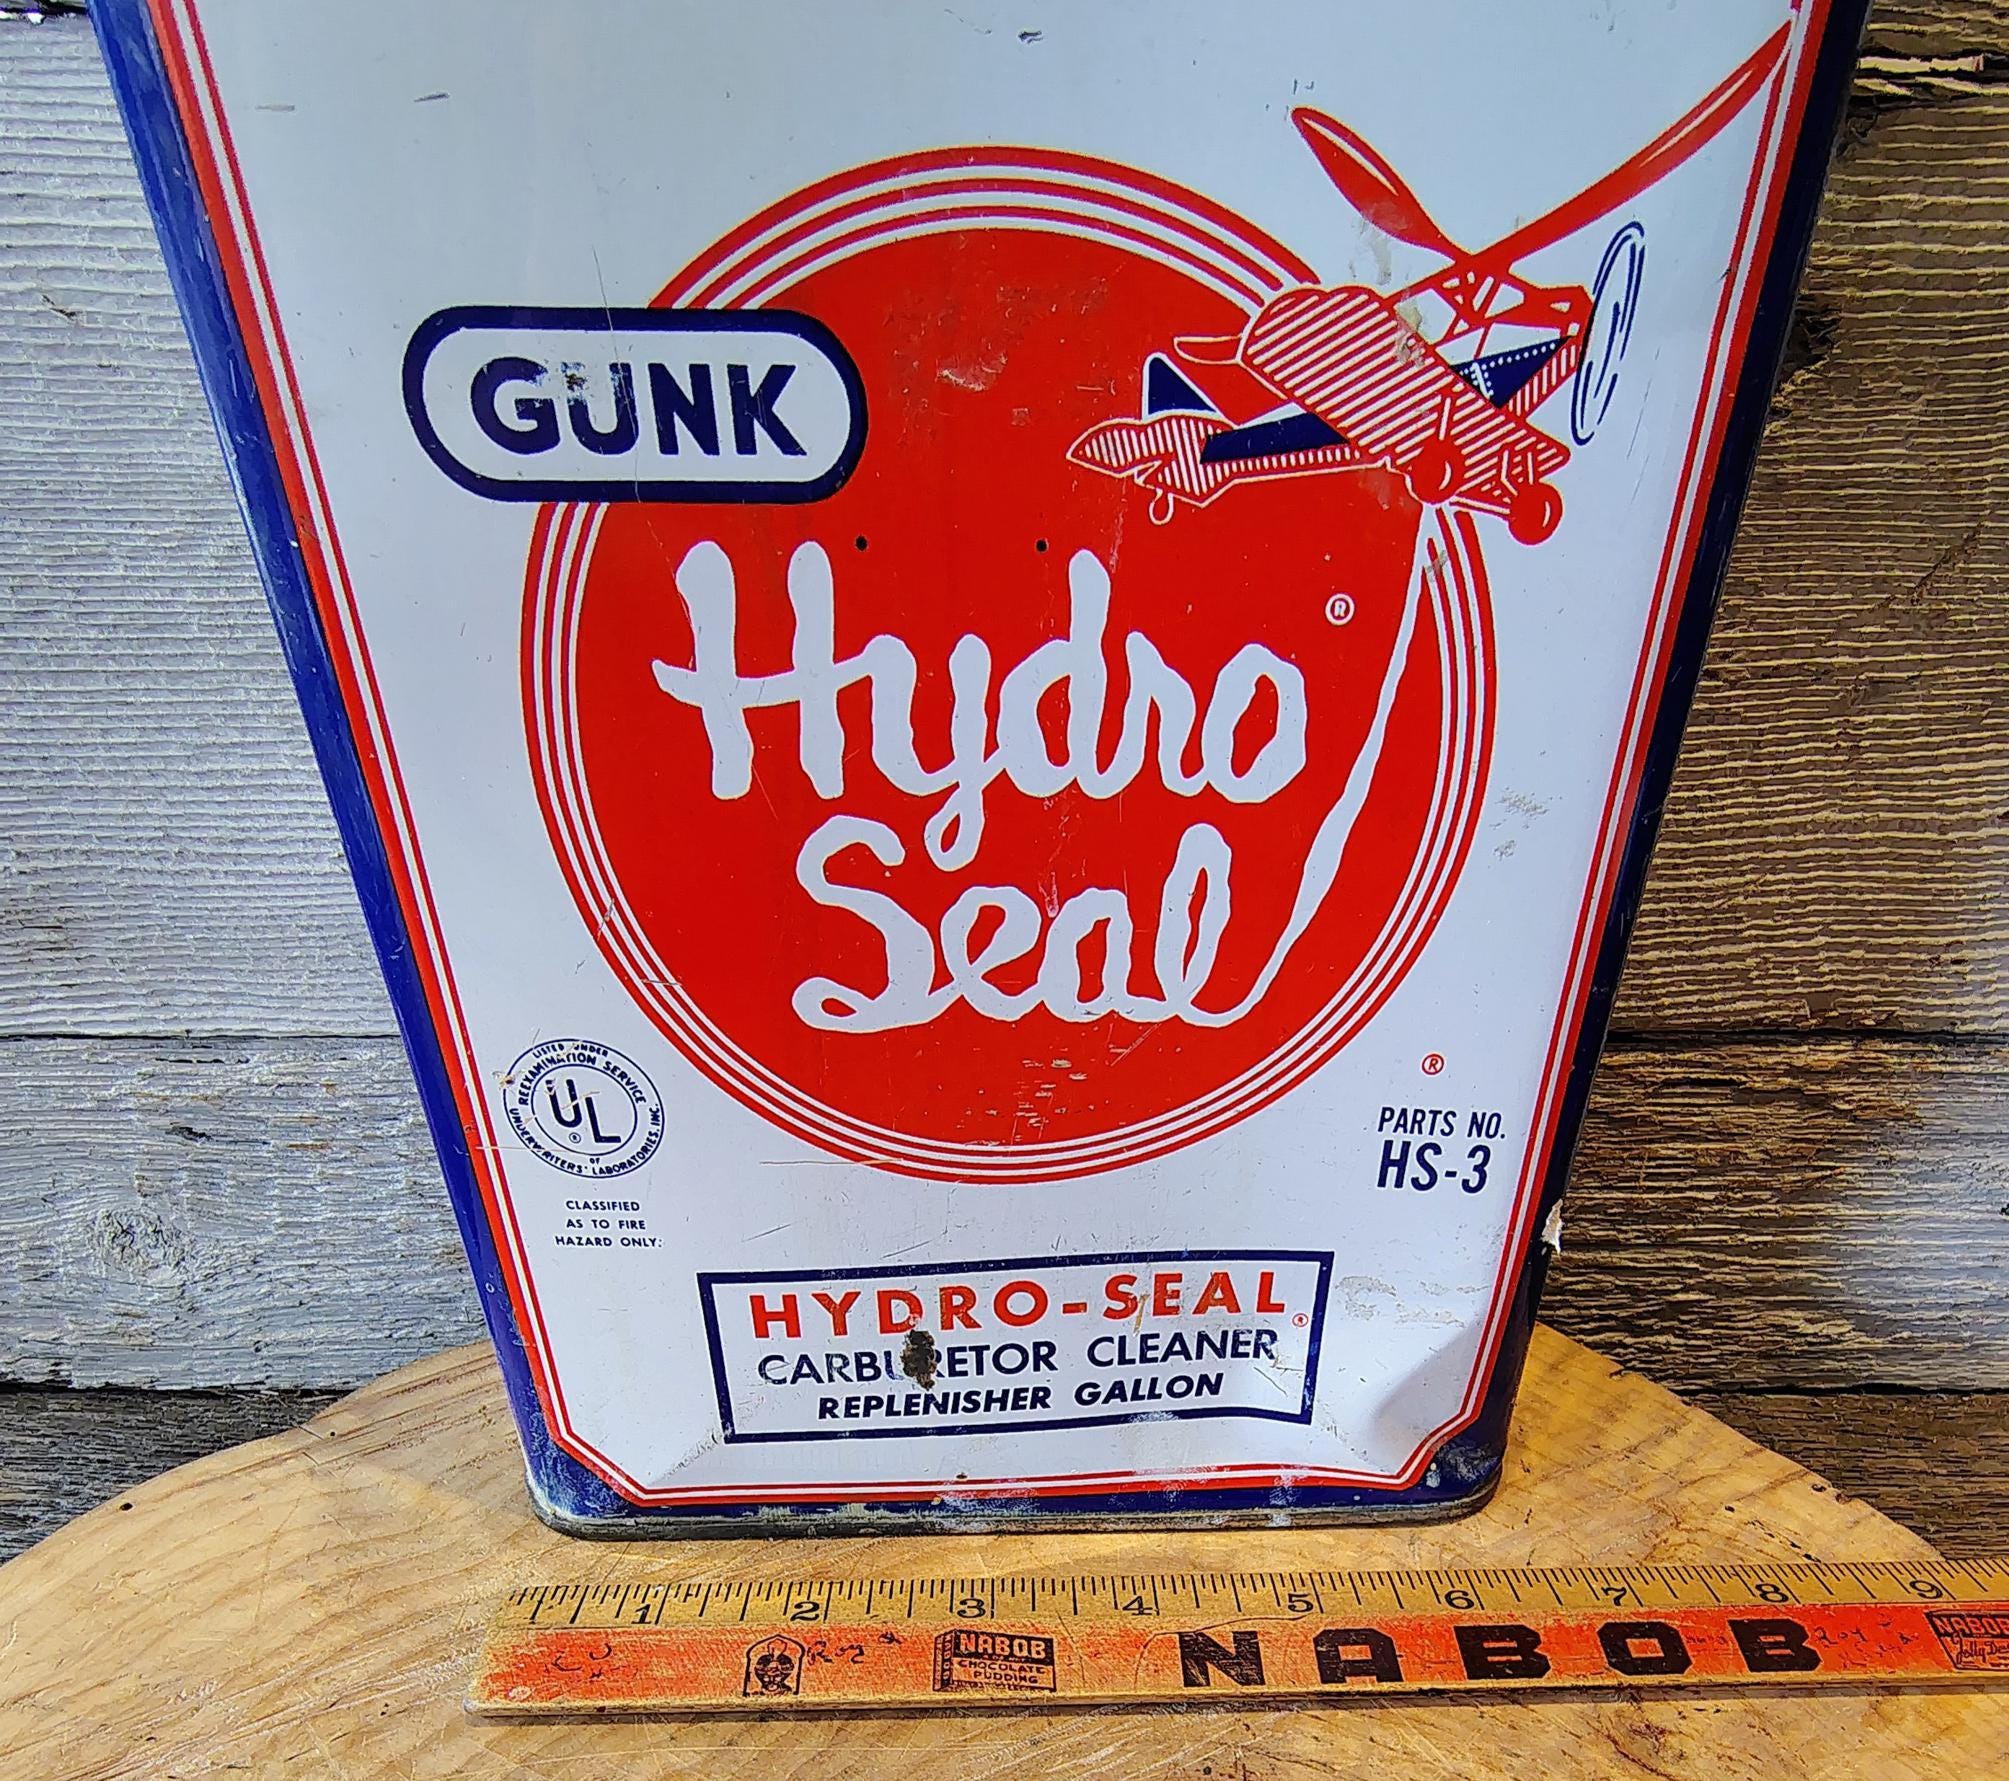 GUNK
Hydro ®
Seal
LISTED UNDER
REEXAMINATION SERVICE
UL
®
OF
UNDERWRITERS' LABORATORIES, INC.
CLASSIFIED
AS TO FIRE
HAZARD ONLY:
®
PARTS NO.
HS-3
HYDRO-SEAL®
CARBURETOR CLEANER
REPLENISHER GALLON
1 2 3 4 5 6 7 8 9
NABOB
CHOCOLATE
PUDDING
NABOB
NABOB